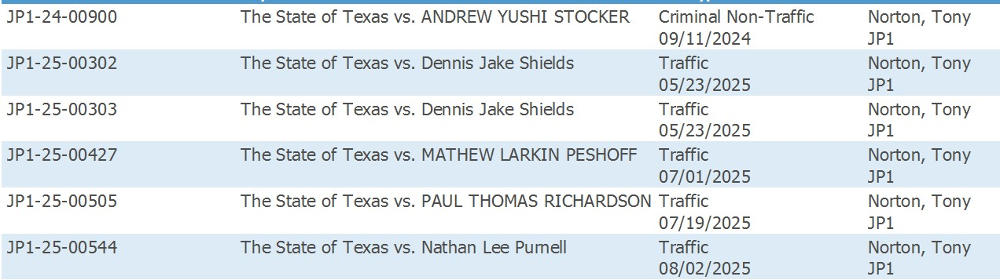 JP1-24-00900 The State of Texas vs. ANDREW YUSHI STOCKER Criminal Non-Traffic Norton, Tony
09/11/2024 JP1
JP1-25-00302 The State of Texas vs. Dennis Jake Shields Traffic Norton, Tony
05/23/2025 JP1
JP1-25-00303 The State of Texas vs. Dennis Jake Shields Traffic Norton, Tony
05/23/2025 JP1
JP1-25-00427 The State of Texas vs. MATHEW LARKIN PESHOFF Traffic Norton, Tony
07/01/2025 JP1
JP1-25-00505 The State of Texas vs. PAUL THOMAS RICHARDSON Traffic Norton, Tony
07/19/2025 JP1
JP1-25-00544 The State of Texas vs. Nathan Lee Purnell Traffic Norton, Tony
08/02/2025 JP1